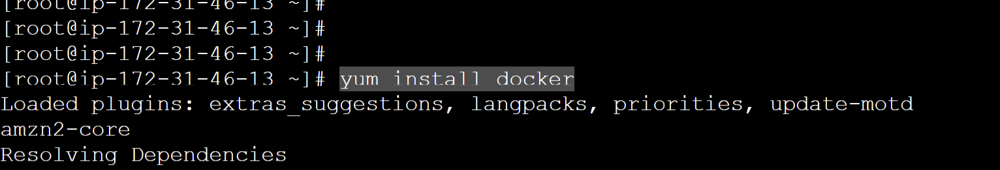 [root@ip-172-31-46-13 ~]#
[root@ip-172-31-46-13 ~]#
[root@ip-172-31-46-13 ~]#
[root@ip-172-31-46-13 ~]# yum install docker
Loaded plugins: extras_suggestions, langpacks, priorities, update-motd
amzn2-core
Resolving Dependencies